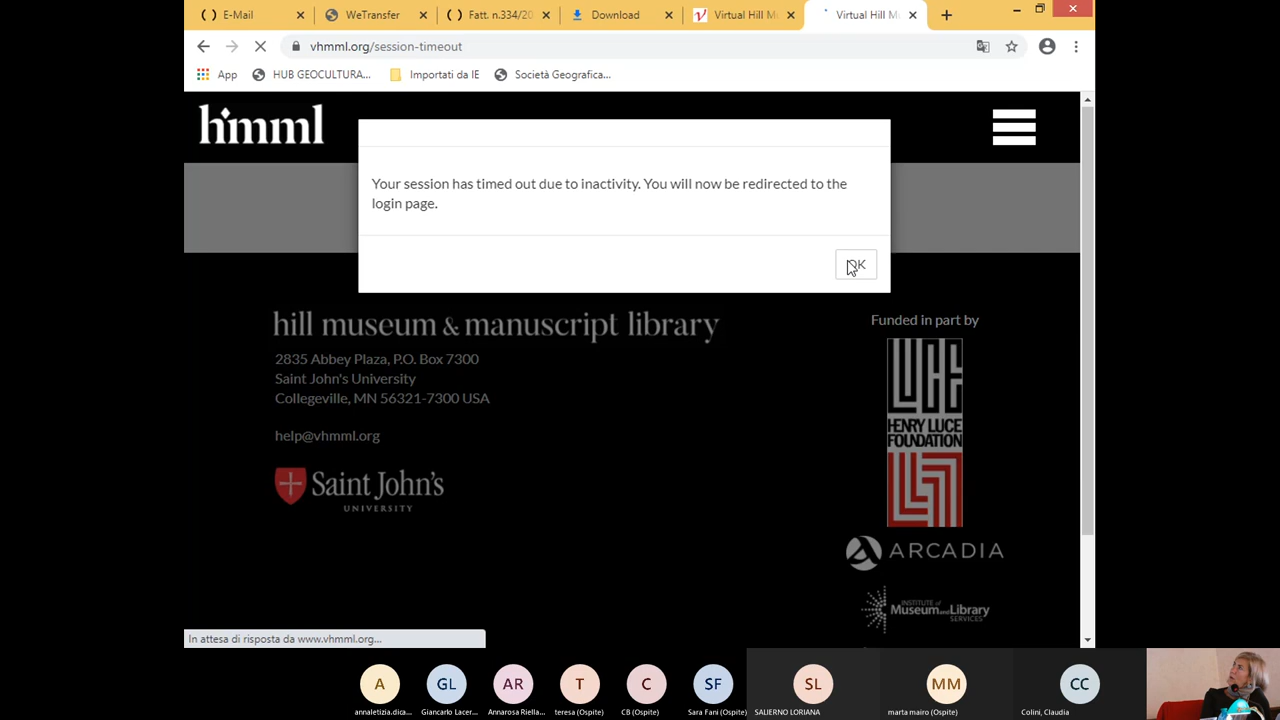 E-Mail
WeTransfer
Fatt. n.334/20
Download
Virtual Hill M
Virtual Hill M
vhmml.org/session-timeout
App
HUB GEOCULTURA...
Importati da IE
Società Geografica...
hmml
Your session has timed out due to inactivity. You will now be redirected to the
login page.
OK
hill museum & manuscript library
2835 Abbey Plaza, P.O. Box 7300
Saint John's University
Collegeville, MN 56321-7300 USA
help@vhmml.org
Saint John's
UNIVERSITY
Funded in part by
LUCE
HENRY LUCE
FOUNDATION
ARCADIA
INSTITUTE of
Museum and Library
SERVICES
In attesa di risposta da www.vhmml.org...
A
GL
AR
T
C
SF
SL
MM
CC
annaletizia.dica...
Giancarlo Lacer...
Annarosa Riella...
teresa (Ospite)
CB (Ospite)
Sara Fani (Ospite)
SALIERNO LORIANA
marta mairo (Ospite)
Colini, Claudia